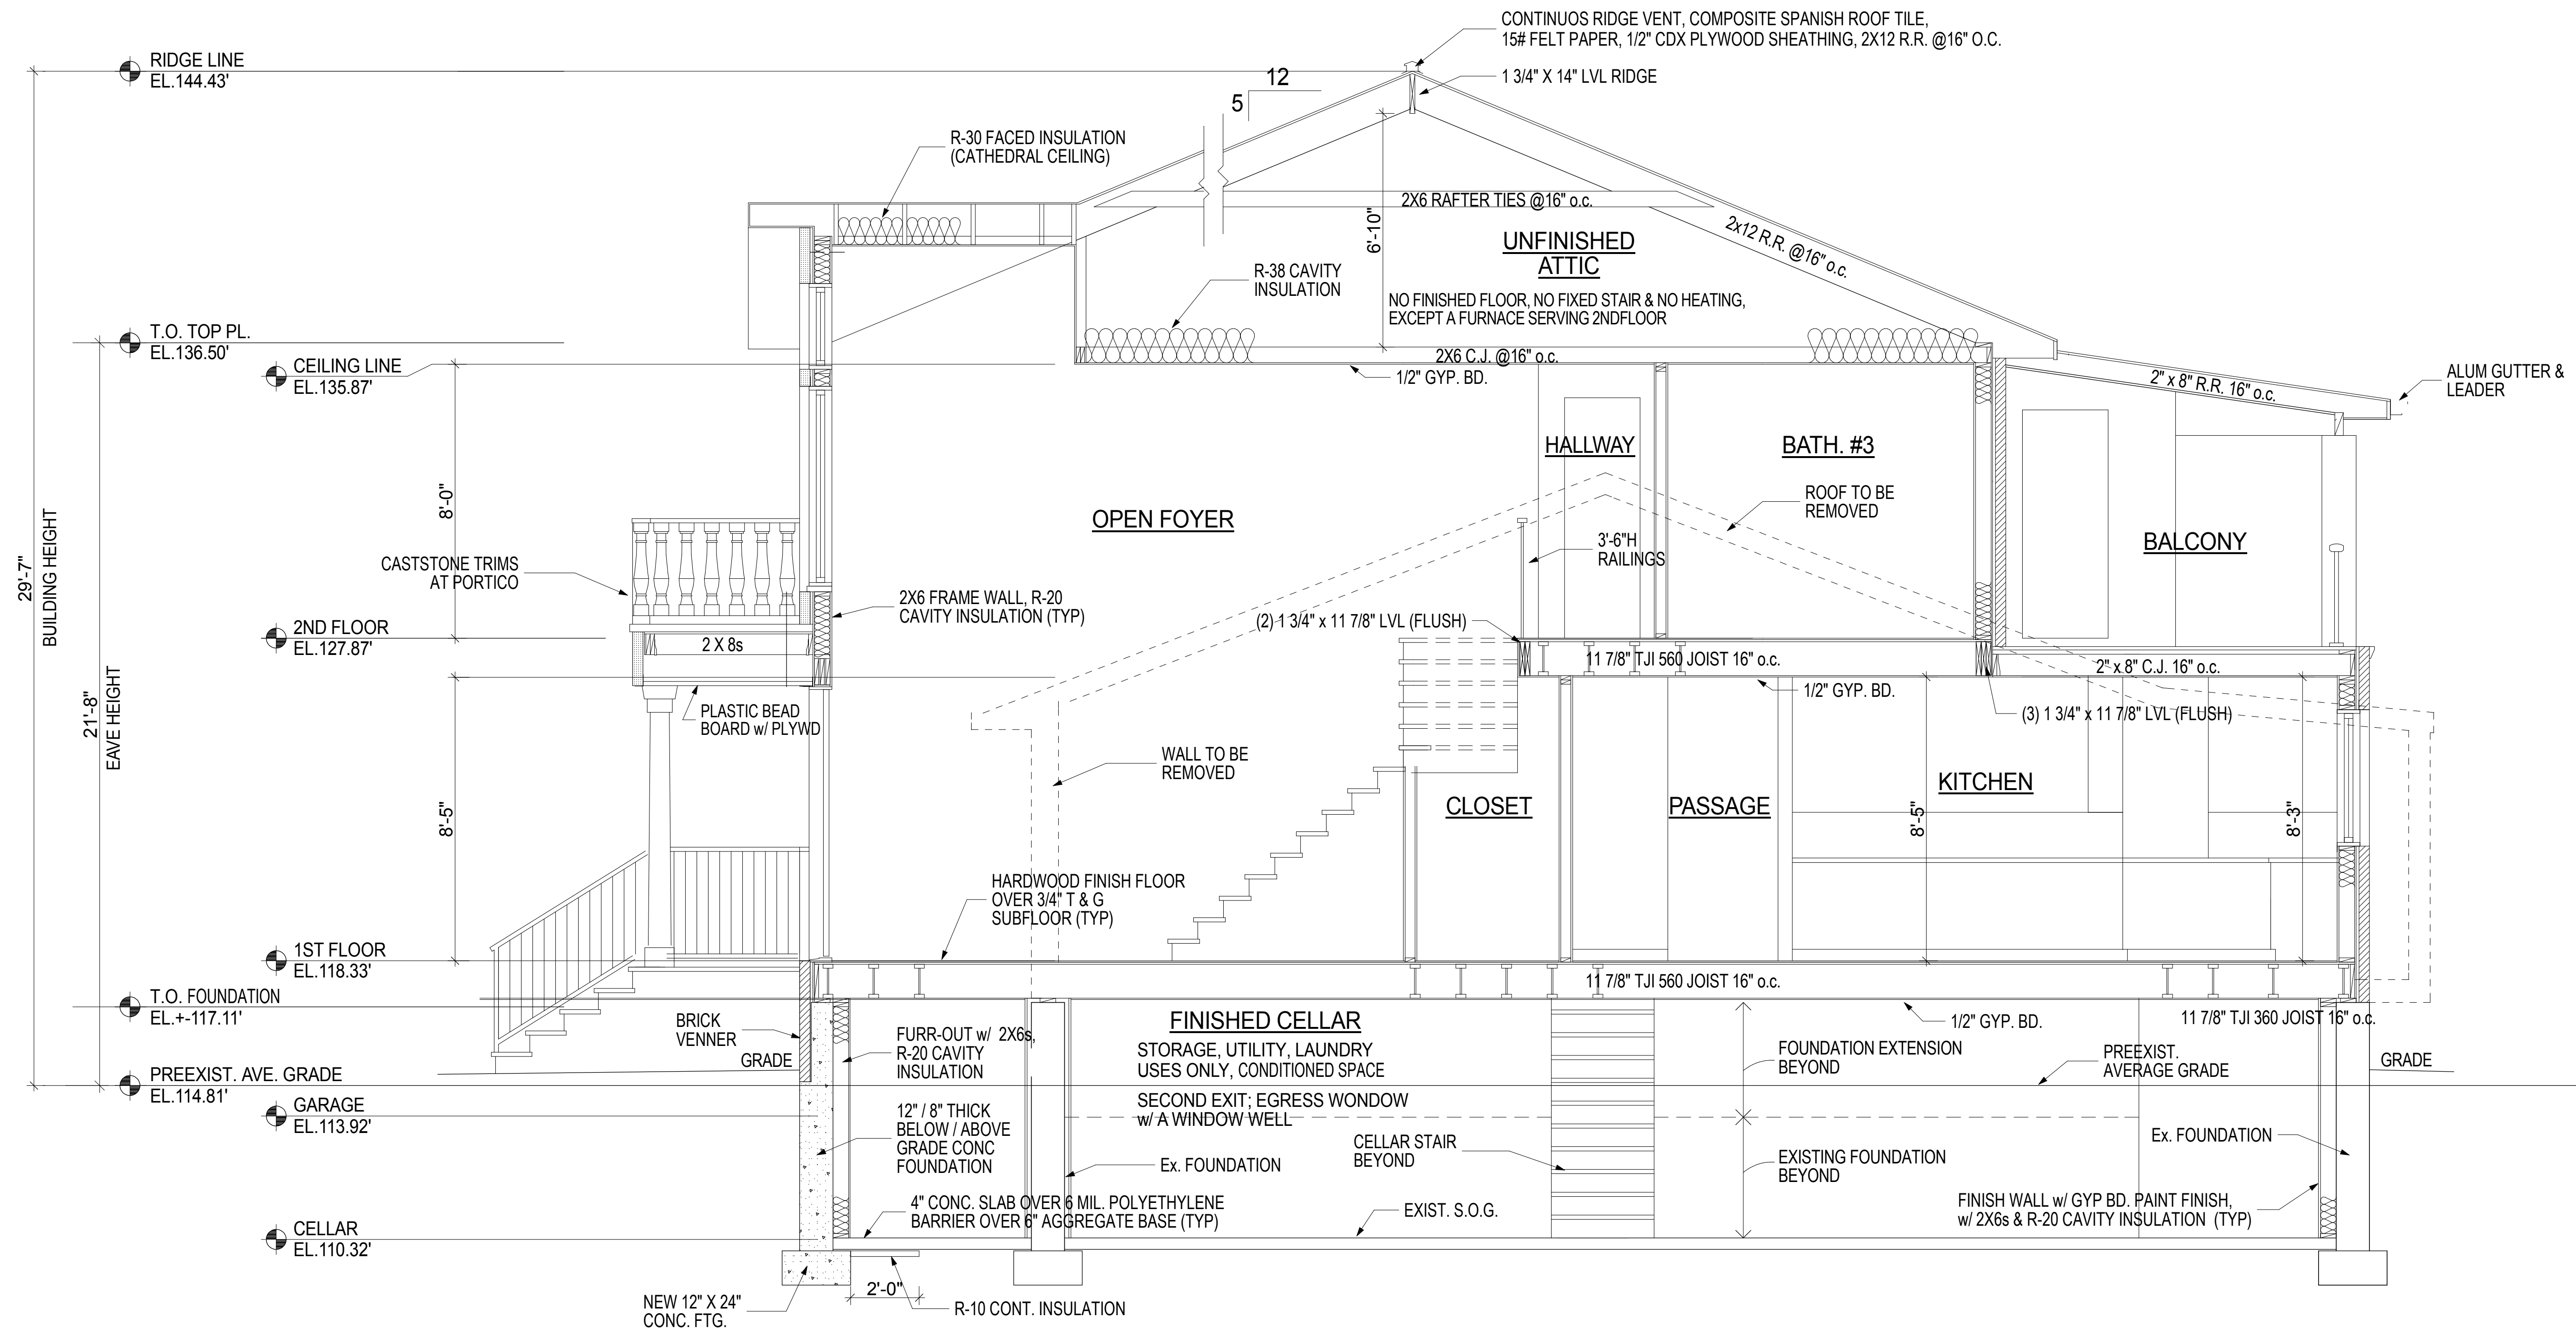 CONTINUOS RIDGE VENT, COMPOSITE SPANISH ROOF TILE,
15# FELT PAPER, 1/2" CDX PLYWOOD SHEATHING, 2X12 R.R. @16" O.C.
RIDGE LINE
EL.144.43'
12
5
1 3/4" X 14" LVL RIDGE
R-30 FACED INSULATION
(CATHEDRAL CEILING)
2X6 RAFTER TIES @16" o.c.
6'-10"
2x12 R.R. @16" o.c.
UNFINISHED
ATTIC
R-38 CAVITY
INSULATION
NO FINISHED FLOOR, NO FIXED STAIR & NO HEATING,
EXCEPT A FURNACE SERVING 2NDFLOOR
T.O. TOP PL.
EL.136.50'
CEILING LINE
EL.135.87'
2X6 C.J. @16" o.c.
1/2" GYP. BD.
2" x 8" R.R. 16" o.c.
ALUM GUTTER &
LEADER
HALLWAY
BATH. #3
8'-0"
ROOF TO BE
REMOVED
OPEN FOYER
3'-6"H
RAILINGS
BALCONY
29'-7"
BUILDING HEIGHT
CASTSTONE TRIMS
AT PORTICO
2X6 FRAME WALL, R-20
CAVITY INSULATION (TYP)
(2) 1 3/4" x 11 7/8" LVL (FLUSH)
2ND FLOOR
EL.127.87'
2 X 8s
11 7/8" TJI 560 JOIST 16" o.c.
2" x 8" C.J. 16" o.c.
21'-8"
EAVE HEIGHT
1/2" GYP. BD.
(3) 1 3/4" x 11 7/8" LVL (FLUSH)
PLASTIC BEAD
BOARD w/ PLYWD
WALL TO BE
REMOVED
KITCHEN
CLOSET
PASSAGE
8'-5"
8'-5"
8'-3"
HARDWOOD FINISH FLOOR
OVER 3/4" T & G
SUBFLOOR (TYP)
1ST FLOOR
EL.118.33'
11 7/8" TJI 560 JOIST 16" o.c.
T.O. FOUNDATION
EL.+-117.11'
BRICK
VENNER
FURR-OUT w/ 2X6s,
R-20 CAVITY
INSULATION
FINISHED CELLAR
STORAGE, UTILITY, LAUNDRY
USES ONLY, CONDITIONED SPACE
SECOND EXIT; EGRESS WONDOW
w/ A WINDOW WELL
1/2" GYP. BD.
11 7/8" TJI 360 JOIST 16" o.c.
FOUNDATION EXTENSION
BEYOND
PREEXIST.
AVERAGE GRADE
GRADE
GRADE
PREEXIST. AVE. GRADE
EL.114.81'
GARAGE
EL.113.92'
12" / 8" THICK
BELOW / ABOVE
GRADE CONC
FOUNDATION
CELLAR STAIR
BEYOND
Ex. FOUNDATION
Ex. FOUNDATION
EXISTING FOUNDATION
BEYOND
4" CONC. SLAB OVER 6 MIL. POLYETHYLENE
BARRIER OVER 6" AGGREGATE BASE (TYP)
EXIST. S.O.G.
FINISH WALL w/ GYP BD. PAINT FINISH,
w/ 2X6s & R-20 CAVITY INSULATION (TYP)
CELLAR
EL.110.32'
2'-0"
NEW 12" X 24"
CONC. FTG.
R-10 CONT. INSULATION